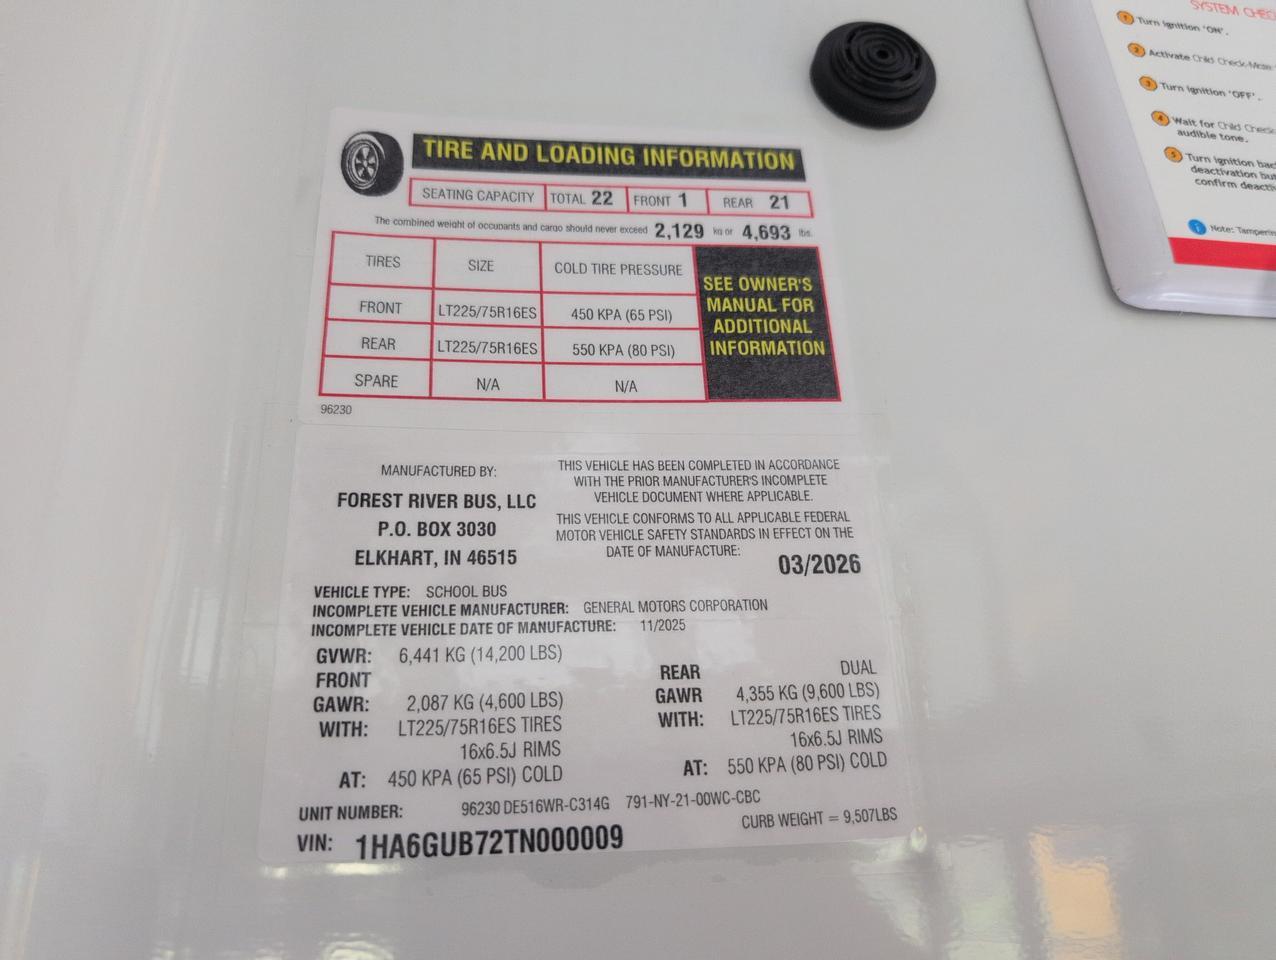 TIRE AND LOADING INFORMATION
SEATING CAPACITY TOTAL 22 FRONT 1 REAR 21
The combined weight of occupants and cargo should never exceed 2,129 kg or 4,693 lbs.
TIRES SIZE COLD TIRE PRESSURE
FRONT LT225/75R16ES 450 KPA (65 PSI)
REAR LT225/75R16ES 550 KPA (80 PSI)
SPARE N/A N/A
SEE OWNER'S
MANUAL FOR
ADDITIONAL
INFORMATION
96230
MANUFACTURED BY:
FOREST RIVER BUS, LLC
P.O. BOX 3030
ELKHART, IN 46515
THIS VEHICLE HAS BEEN COMPLETED IN ACCORDANCE
WITH THE PRIOR MANUFACTURER'S INCOMPLETE
VEHICLE DOCUMENT WHERE APPLICABLE.
THIS VEHICLE CONFORMS TO ALL APPLICABLE FEDERAL
MOTOR VEHICLE SAFETY STANDARDS IN EFFECT ON THE
DATE OF MANUFACTURE:
03/2026
VEHICLE TYPE: SCHOOL BUS
INCOMPLETE VEHICLE MANUFACTURER: GENERAL MOTORS CORPORATION
INCOMPLETE VEHICLE DATE OF MANUFACTURE: 11/2025
GVWR: 6,441 KG (14,200 LBS)
FRONT
GAWR: 2,087 KG (4,600 LBS)
WITH: LT225/75R16ES TIRES
16x6.5J RIMS
AT: 450 KPA (65 PSI) COLD
REAR DUAL
GAWR 4,355 KG (9,600 LBS)
WITH: LT225/75R16ES TIRES
16x6.5J RIMS
AT: 550 KPA (80 PSI) COLD
UNIT NUMBER: 96230 DE516WR-C314G 791-NY-21-00WC-CBC
CURB WEIGHT = 9,507LBS
VIN: 1HA6GUB72TN000009
SYSTEM
1 Turn ignition 'ON'.
2 Activate Child Check-Mate
3 Turn ignition 'OFF'.
4 Wait for Child Check
audible tone.
5 Turn ignition
deactivation
confirm
Note: